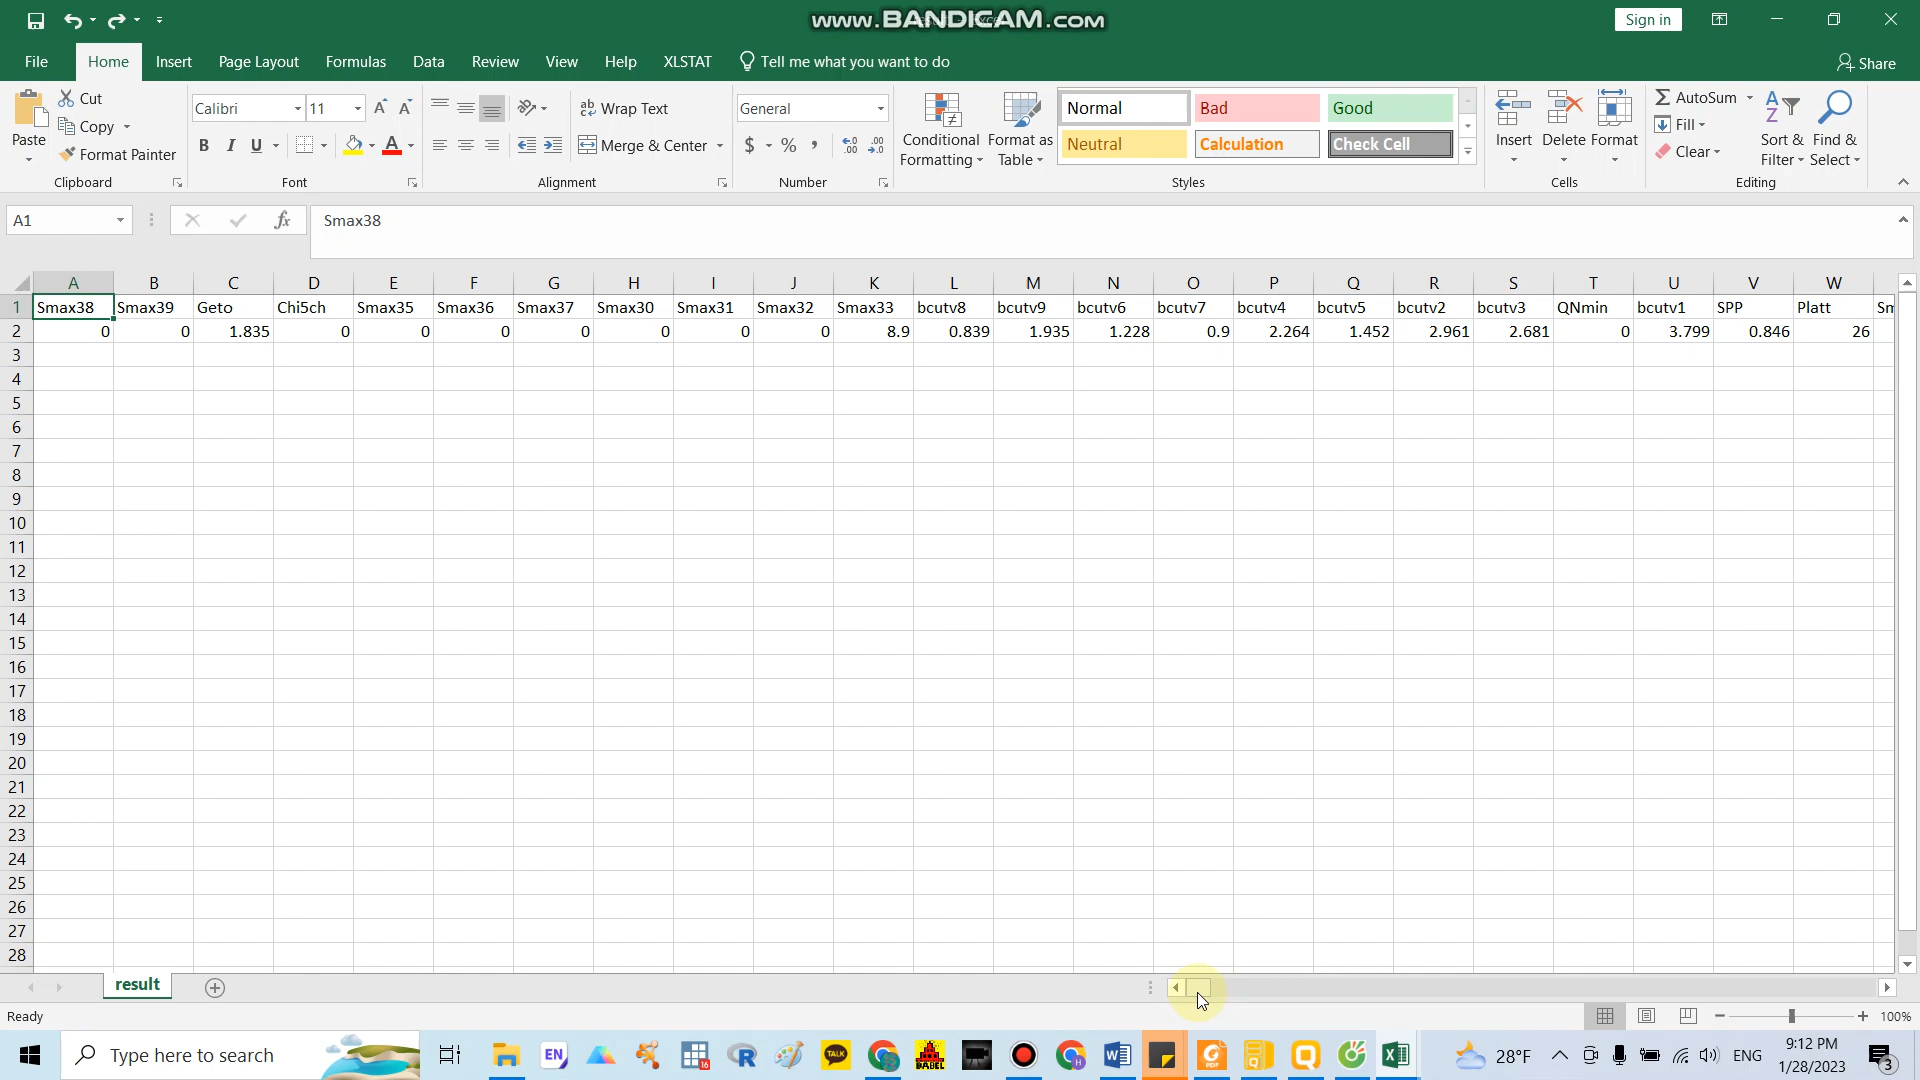 www.BANDICAM.com
Sign in
File Home Insert Page Layout Formulas Data Review View Help XLSTAT Tell me what you want to do Share
Paste Cut Copy Format Painter Clipboard
Calibri 11 B I U A Font
Wrap Text Merge & Center Alignment
General $ % , Number
Conditional Formatting Format as Table
Normal Bad Good
Neutral Calculation Check Cell
Styles
Insert Delete Format Cells
AutoSum Fill Clear Sort & Filter Find & Select Editing
A1 fx Smax38
A B C D E F G H I J K L M N O P Q R S T U V W
1 Smax38 Smax39 Geto Chi5ch Smax35 Smax36 Smax37 Smax30 Smax31 Smax32 Smax33 bcutv8 bcutv9 bcutv6 bcutv7 bcutv4 bcutv5 bcutv2 bcutv3 QNmin bcutv1 SPP Platt
2 0 0 1.835 0 0 0 0 0 0 0 8.9 0.839 1.935 1.228 0.9 2.264 1.452 2.961 2.681 0 3.799 0.846 26
3
4
5
6
7
8
9
10
11
12
13
14
15
16
17
18
19
20
21
22
23
24
25
26
27
28
result
Ready 100%
Type here to search EN 16 R TALK BABEL H PDF 28°F ENG 9:12 PM
1/28/2023 3